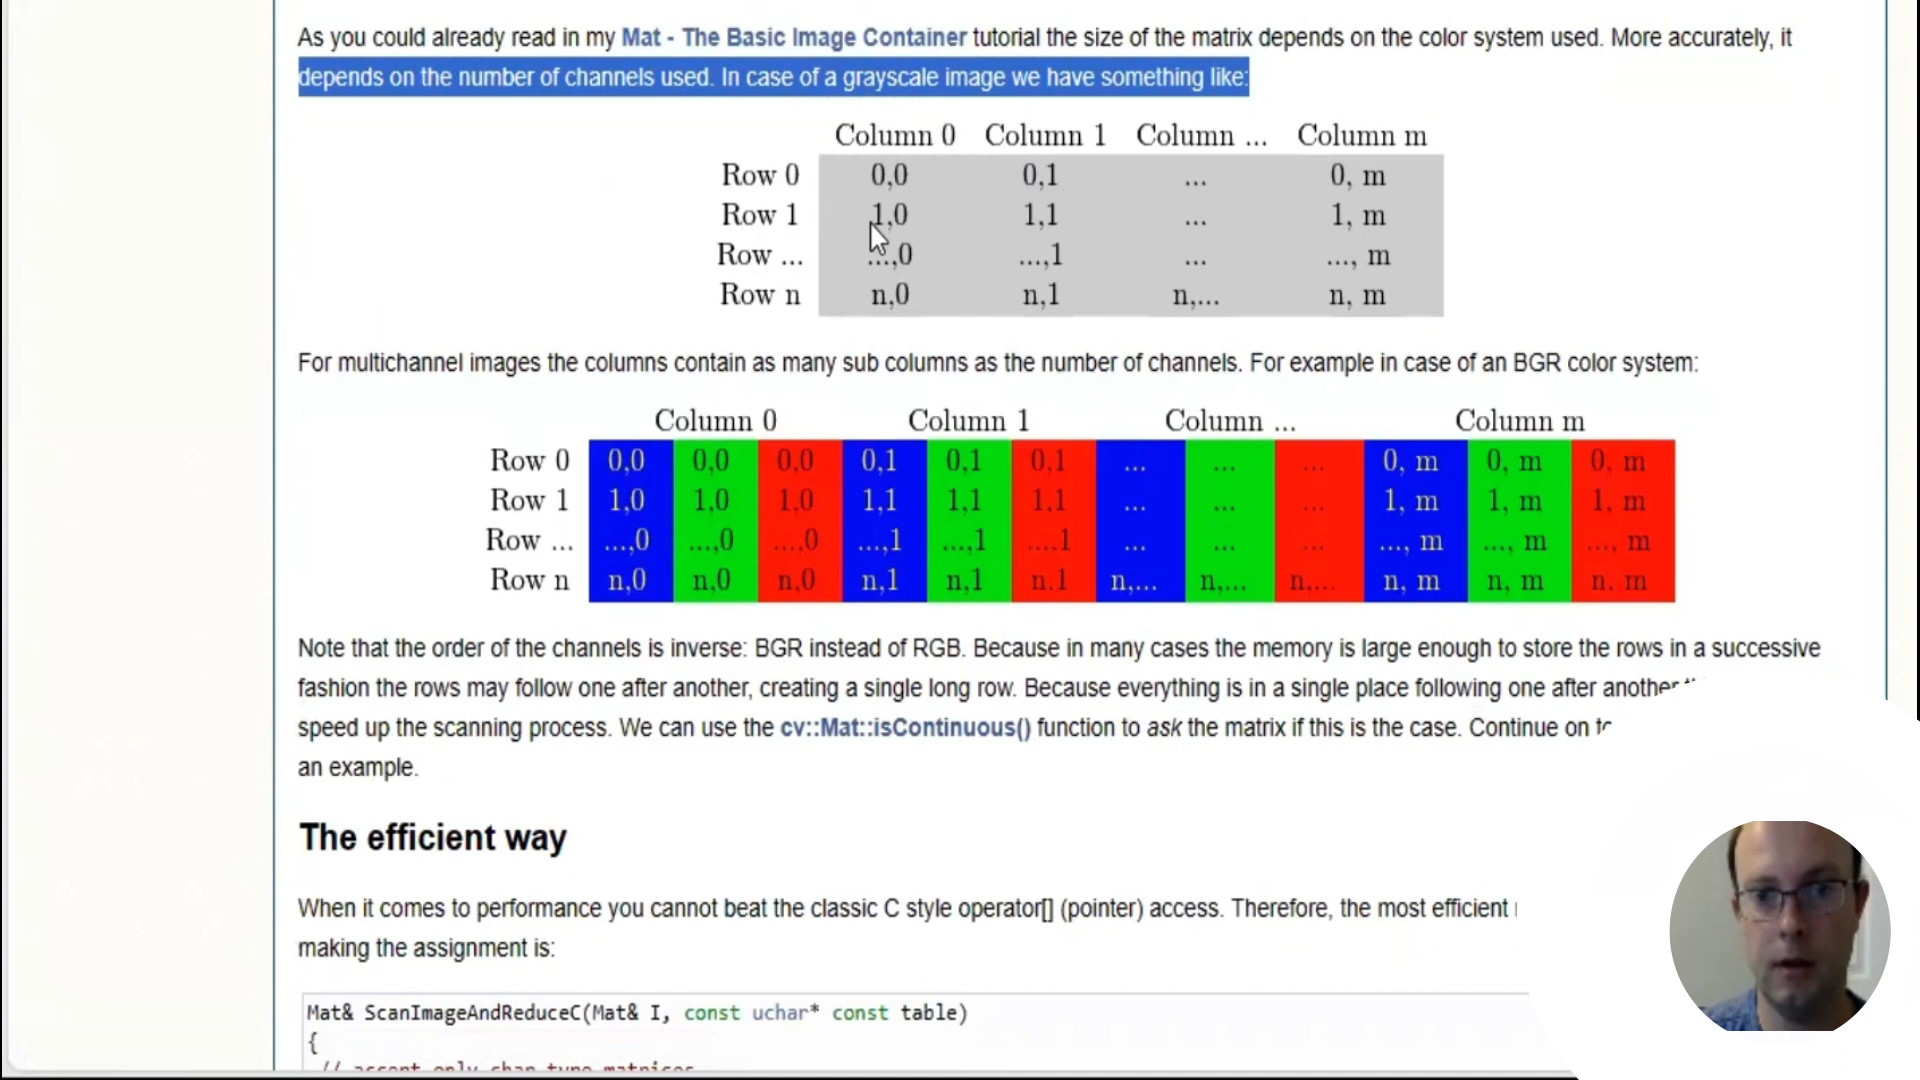 As you could already read in my Mat - The Basic Image Container tutorial the size of the matrix depends on the color system used. More accurately, it
depends on the number of channels used. In case of a grayscale image we have something like:
Column 0 Column 1 Column ... Column m
Row 0 0,0 0,1 ... 0, m
Row 1 1,0 1,1 ... 1, m
Row ... ...,0 ...,1 ... ..., m
Row n n,0 n,1 n,... n, m
For multichannel images the columns contain as many sub columns as the number of channels. For example in case of an BGR color system:
Column 0 Column 1 Column ... Column m
Row 0 0,0 0,0 0,0 0,1 0,1 0,1 ... ... ... 0, m 0, m 0, m
Row 1 1,0 1,0 1,0 1,1 1,1 1,1 ... ... ... 1, m 1, m 1, m
Row ... ...,0 ...,0 ...,0 ...,1 ...,1 ...,1 ... ... ... ..., m ..., m ..., m
Row n n,0 n,0 n,0 n,1 n,1 n,1 n,... n,... n,... n, m n, m n, m
Note that the order of the channels is inverse: BGR instead of RGB. Because in many cases the memory is large enough to store the rows in a successive
fashion the rows may follow one after another, creating a single long row. Because everything is in a single place following one after another
speed up the scanning process. We can use the cv::Mat::isContinuous() function to ask the matrix if this is the case. Continue on
an example.
The efficient way
When it comes to performance you cannot beat the classic C style operator[] (pointer) access. Therefore, the most efficient
making the assignment is:
Mat& ScanImageAndReduceC(Mat& I, const uchar* const table)
{
// accept only char type matrices